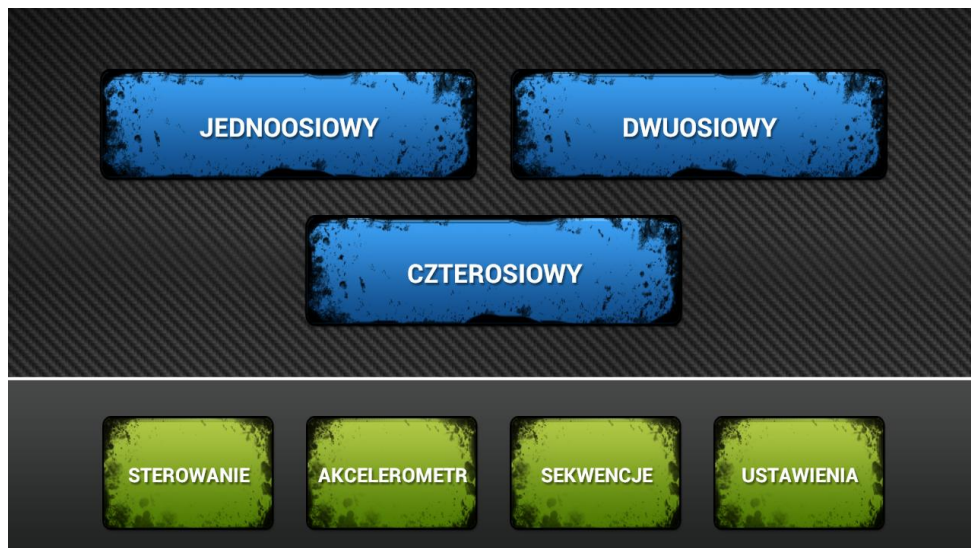 JEDNOOSIOWY
DWUOSIOWY
CZTEROSIOWY
STEROWANIE
AKCELEROMETR
SEKWENCJE
USTAWIENIA